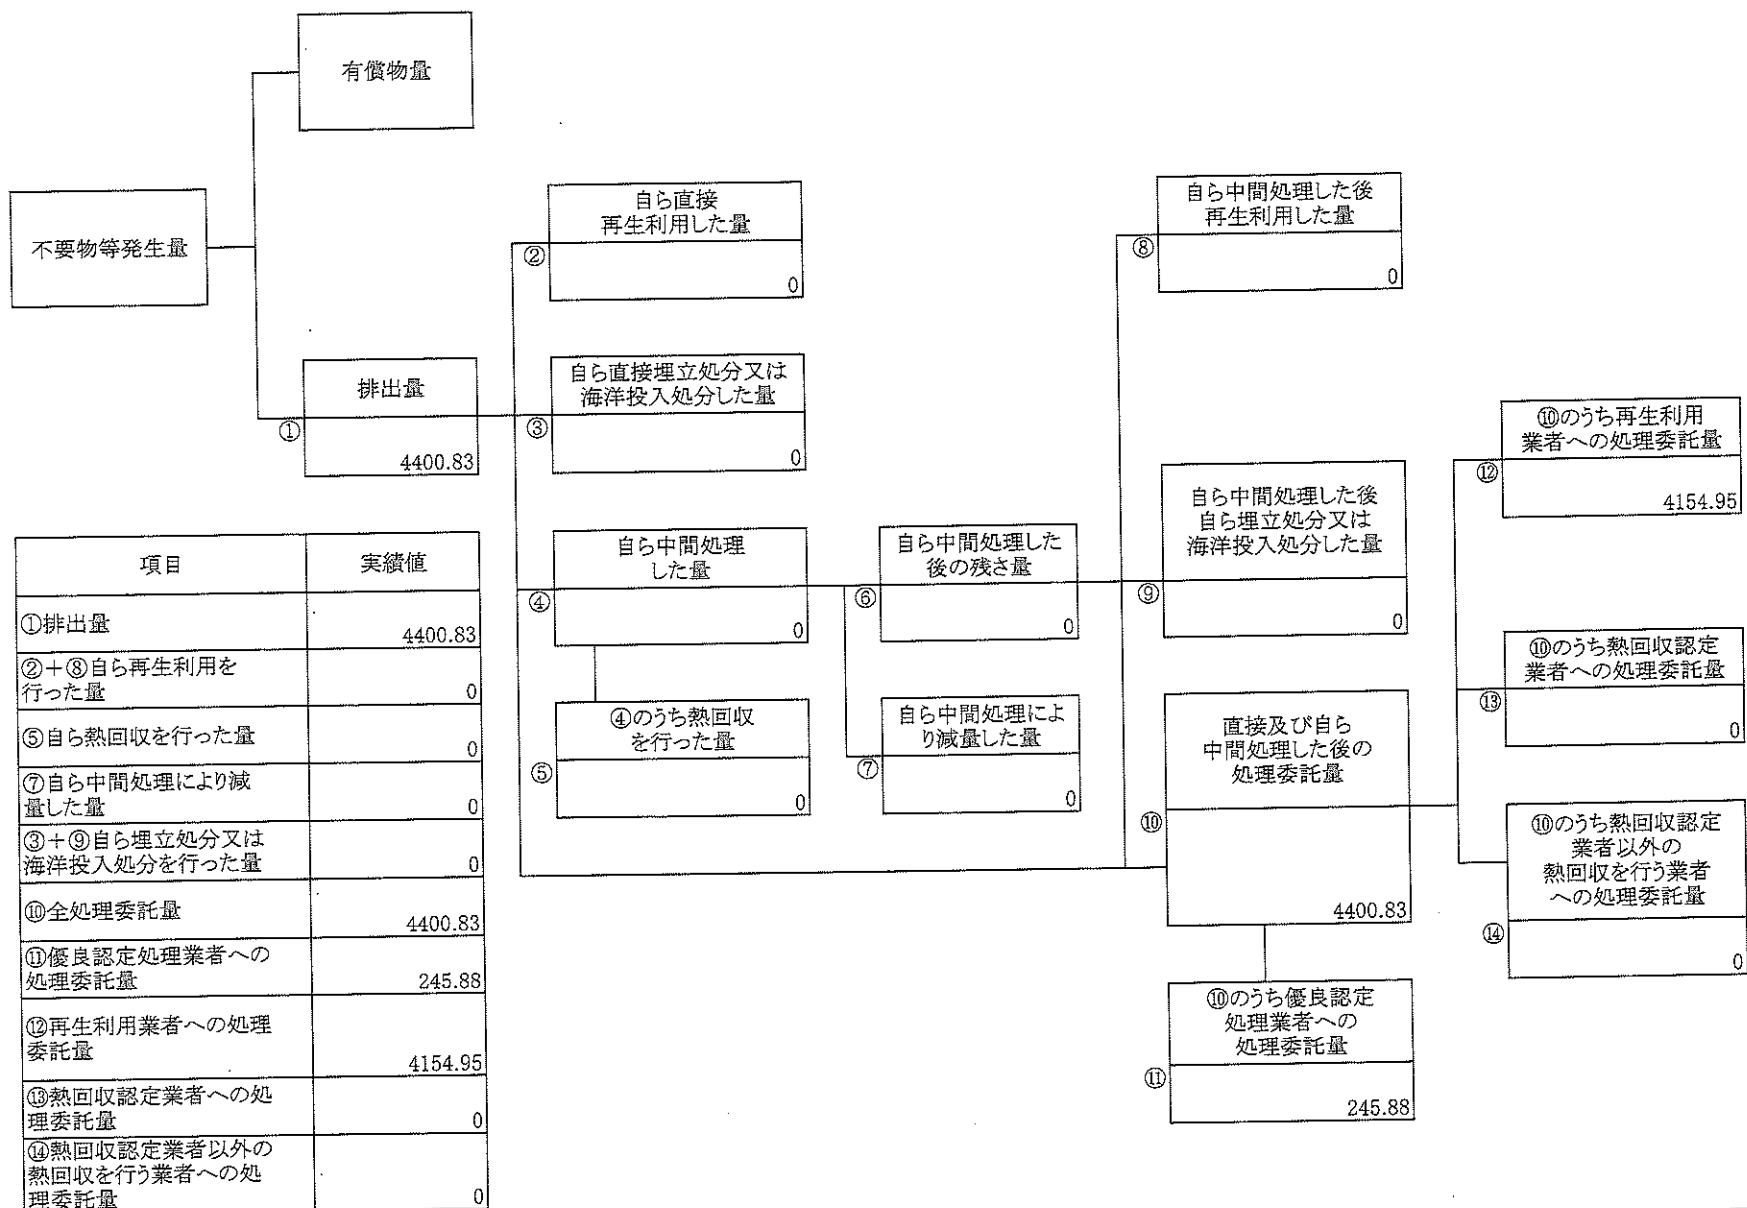 有償物量
不要物等発生量
排出量
①
4400.83
自ら直接
再生利用した量
②
0
自ら直接埋立処分又は
海洋投入処分した量
③
0
自ら中間処理
した量
④
0
④のうち熱回収
を行った量
⑤
0
自ら中間処理した
後の残さ量
⑥
0
自ら中間処理によ
り減量した量
⑦
0
自ら中間処理した後
再生利用した量
⑧
0
自ら中間処理した後
自ら埋立処分又は
海洋投入処分した量
⑨
0
直接及び自ら
中間処理した後の
処理委託量
⑩
4400.83
⑩のうち優良認定
処理業者への
処理委託量
⑪
245.88
⑩のうち再生利用
業者への処理委託量
⑫
4154.95
⑩のうち熱回収認定
業者への処理委託量
⑬
0
⑩のうち熱回収認定
業者以外の
熱回収を行う業者
への処理委託量
⑭
0
項目 実績値
①排出量
4400.83
②+⑧自ら再生利用を
行った量 0
⑤自ら熱回収を行った量
0
⑦自ら中間処理により減
量した量 0
③+⑨自ら埋立処分又は
海洋投入処分を行った量 0
⑩全処理委託量
4400.83
⑪優良認定処理業者への
処理委託量 245.88
⑫再生利用業者への処理
委託量
4154.95
⑬熱回収認定業者への処
理委託量 0
⑭熱回収認定業者以外の
熱回収を行う業者への処
理委託量 0